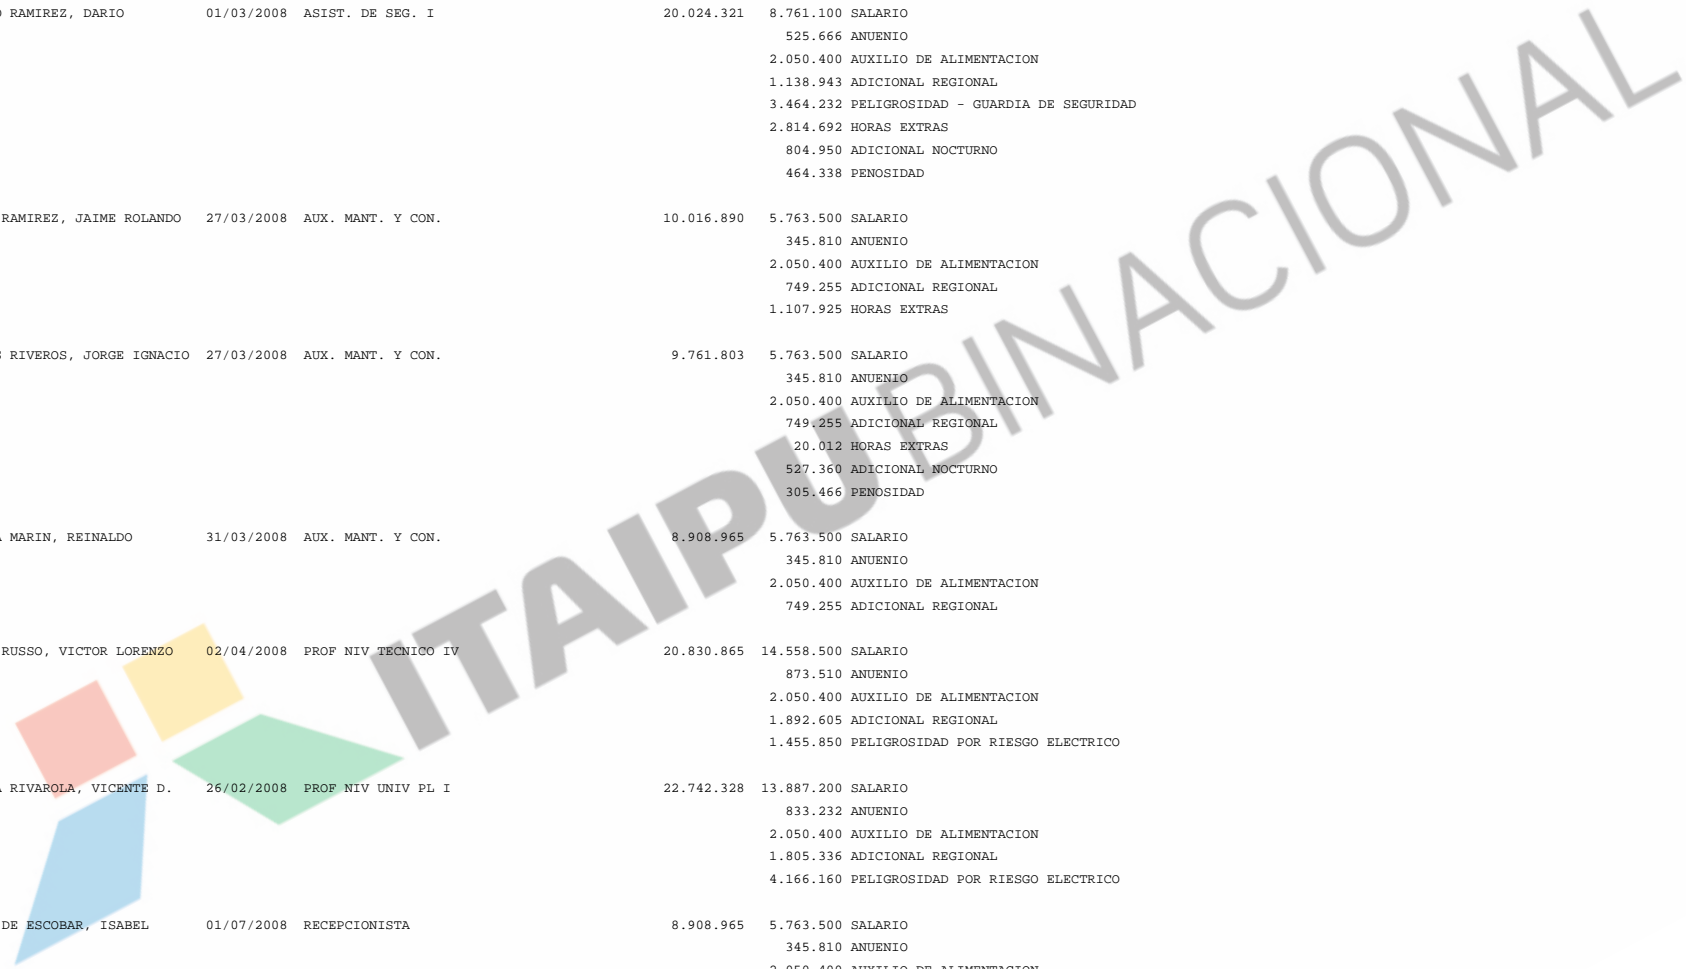 RAMIREZ, DARIO 01/03/2008 ASIST. DE SEG. I 20.024.321 8.761.100 SALARIO
525.666 ANUENIO
2.050.400 AUXILIO DE ALIMENTACION
1.138.943 ADICIONAL REGIONAL
3.464.232 PELIGROSIDAD - GUARDIA DE SEGURIDAD
2.814.692 HORAS EXTRAS
804.950 ADICIONAL NOCTURNO
464.338 PENOSIDAD
RAMIREZ, JAIME ROLANDO 27/03/2008 AUX. MANT. Y CON. 10.016.890 5.763.500 SALARIO
345.810 ANUENIO
2.050.400 AUXILIO DE ALIMENTACION
749.255 ADICIONAL REGIONAL
1.107.925 HORAS EXTRAS
RIVEROS, JORGE IGNACIO 27/03/2008 AUX. MANT. Y CON. 9.761.803 5.763.500 SALARIO
345.810 ANUENIO
2.050.400 AUXILIO DE ALIMENTACION
749.255 ADICIONAL REGIONAL
20.012 HORAS EXTRAS
527.360 ADICIONAL NOCTURNO
305.466 PENOSIDAD
MARIN, REINALDO 31/03/2008 AUX. MANT. Y CON. 8.908.965 5.763.500 SALARIO
345.810 ANUENIO
2.050.400 AUXILIO DE ALIMENTACION
749.255 ADICIONAL REGIONAL
RUSSO, VICTOR LORENZO 02/04/2008 PROF NIV TECNICO IV 20.830.865 14.558.500 SALARIO
873.510 ANUENIO
2.050.400 AUXILIO DE ALIMENTACION
1.892.605 ADICIONAL REGIONAL
1.455.850 PELIGROSIDAD POR RIESGO ELECTRICO
RIVAROLA, VICENTE D. 26/02/2008 PROF NIV UNIV PL I 22.742.328 13.887.200 SALARIO
833.232 ANUENIO
2.050.400 AUXILIO DE ALIMENTACION
1.805.336 ADICIONAL REGIONAL
4.166.160 PELIGROSIDAD POR RIESGO ELECTRICO
DE ESCOBAR, ISABEL 01/07/2008 RECEPCIONISTA 8.908.965 5.763.500 SALARIO
345.810 ANUENIO
2.050.400 AUXILIO DE ALIMENTACION
ITAIPU BINACIONAL